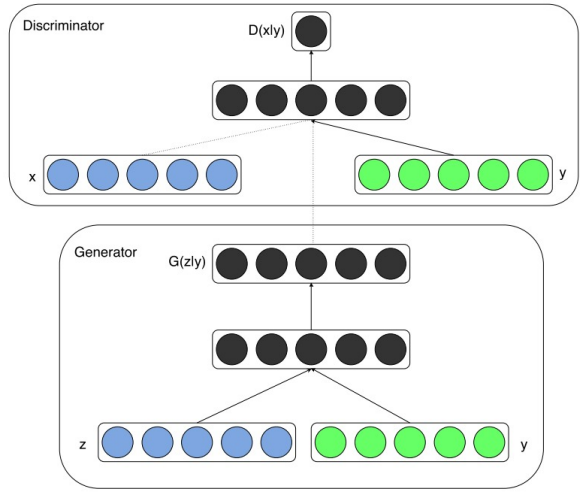 Discriminator
D(x|y)
x
y
Generator
G(z|y)
z
y